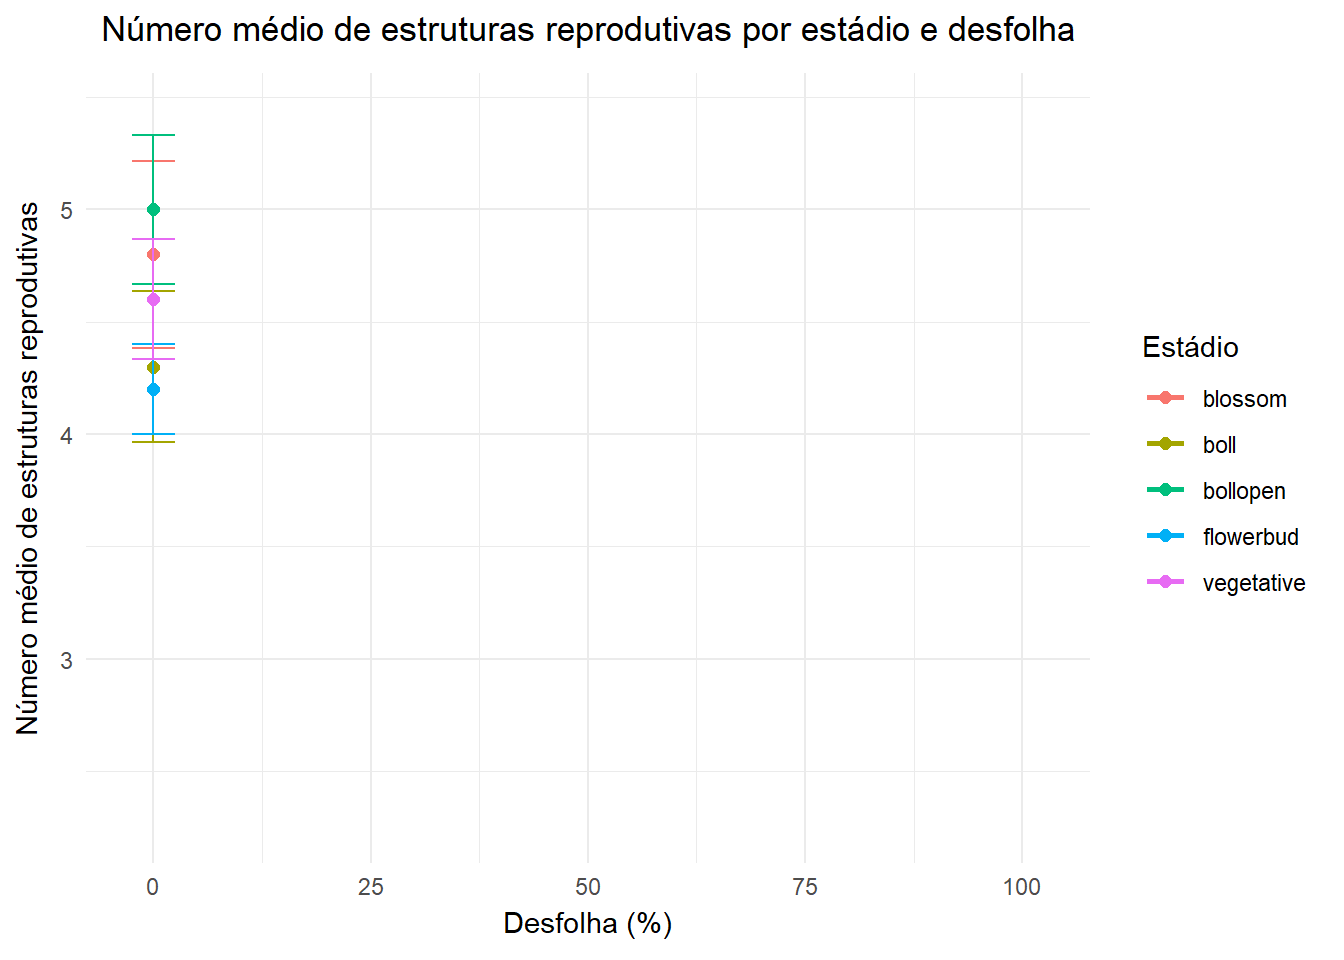 Número médio de estruturas reprodutivas por estádio e desfolha
Número médio de estruturas reprodutivas
5
4
3
0
25
50
75
100
Desfolha (%)
Estádio
blossom
boll
bollopen
flowerbud
vegetative